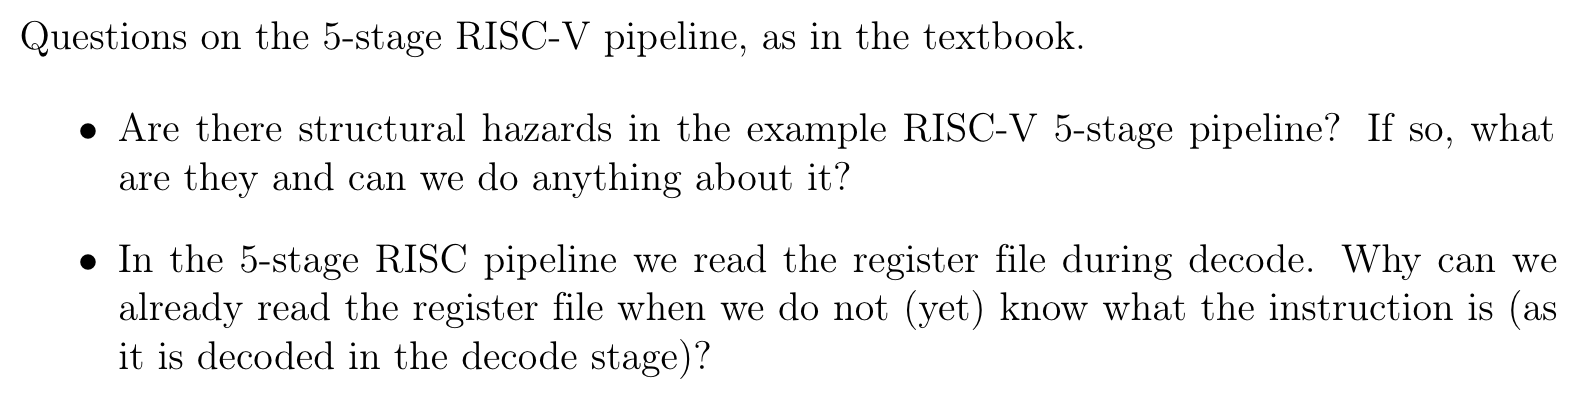 Questions on the 5-stage RISC-V pipeline, as in the textbook.
• Are there structural hazards in the example RISC-V 5-stage pipeline? If so, what
are they and can we do anything about it?
• In the 5-stage RISC pipeline we read the register file during decode. Why can we
already read the register file when we do not (yet) know what the instruction is (as
it is decoded in the decode stage)?